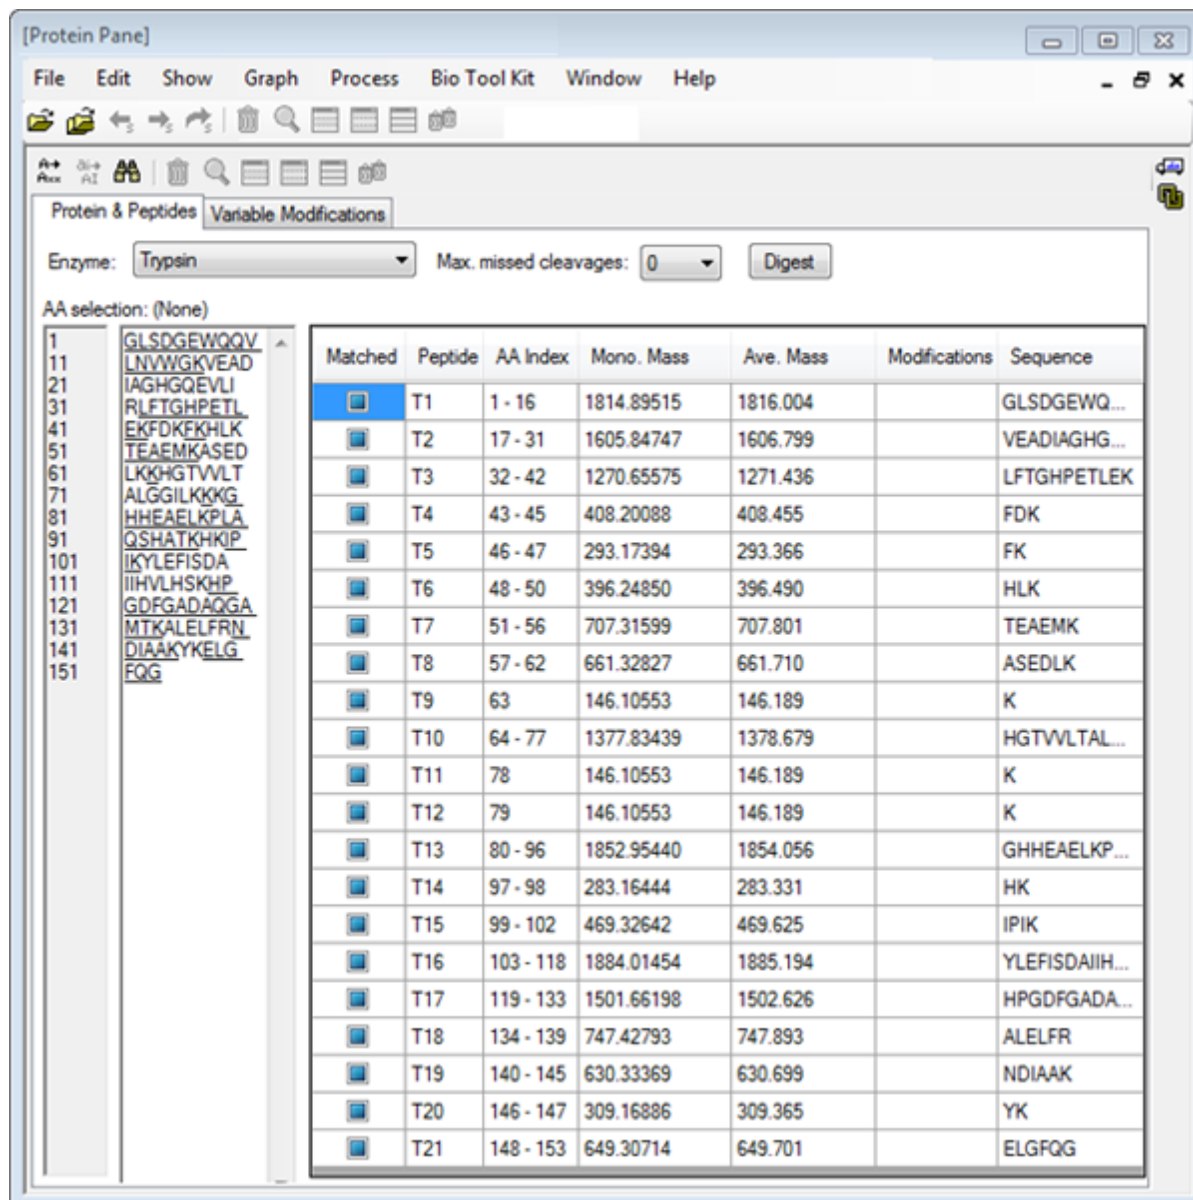 [Protein Pane]
File Edit Show Graph Process Bio Tool Kit Window Help
Protein & Peptides Variable Modifications
Enzyme: Trypsin Max. missed cleavages: 0 Digest
AA selection: (None)
1 GLSDGEWQQV
11 LNVWGKVEAD
21 IAGHGQEVLI
31 RLFTGHPETL
41 EKFDKFKHLK
51 TEAEMKASED
61 LKKHGTVVLT
71 ALGGILKKKG
81 HHEAELKPLA
91 QSHATKHKIP
101 IKYLEFISDA
111 IIHVLHSKHP
121 GDFGADAQGA
131 MTKALELFRN
141 DIAAKYKELG
151 FQG
Matched Peptide AA Index Mono. Mass Ave. Mass Modifications Sequence
T1 1 - 16 1814.89515 1816.004 GLSDGEWQ...
T2 17 - 31 1605.84747 1606.799 VEADIAGHG...
T3 32 - 42 1270.65575 1271.436 LFTGHPETLEK
T4 43 - 45 408.20088 408.455 FDK
T5 46 - 47 293.17394 293.366 FK
T6 48 - 50 396.24850 396.490 HLK
T7 51 - 56 707.31599 707.801 TEAEMK
T8 57 - 62 661.32827 661.710 ASEDLK
T9 63 146.10553 146.189 K
T10 64 - 77 1377.83439 1378.679 HGTVVLTAL...
T11 78 146.10553 146.189 K
T12 79 146.10553 146.189 K
T13 80 - 96 1852.95440 1854.056 GHHEAELKP...
T14 97 - 98 283.16444 283.331 HK
T15 99 - 102 469.32642 469.625 IPIK
T16 103 - 118 1884.01454 1885.194 YLEFISDAIIH...
T17 119 - 133 1501.66198 1502.626 HPGDFGADA...
T18 134 - 139 747.42793 747.893 ALELFR
T19 140 - 145 630.33369 630.699 NDIAAK
T20 146 - 147 309.16886 309.365 YK
T21 148 - 153 649.30714 649.701 ELGFQG